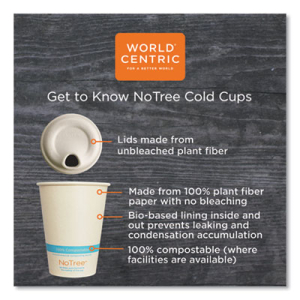 WORLD
CENTRIC
FOR A BETTER WORLD
Get to Know NoTree Cold Cups
Lids made from
unbleached plant fiber
Made from 100% plant fiber
paper with no bleaching
Bio-based lining inside and
out prevents leaking and
condensation accumulation
100% compostable (where
facilities are available)
NoTree